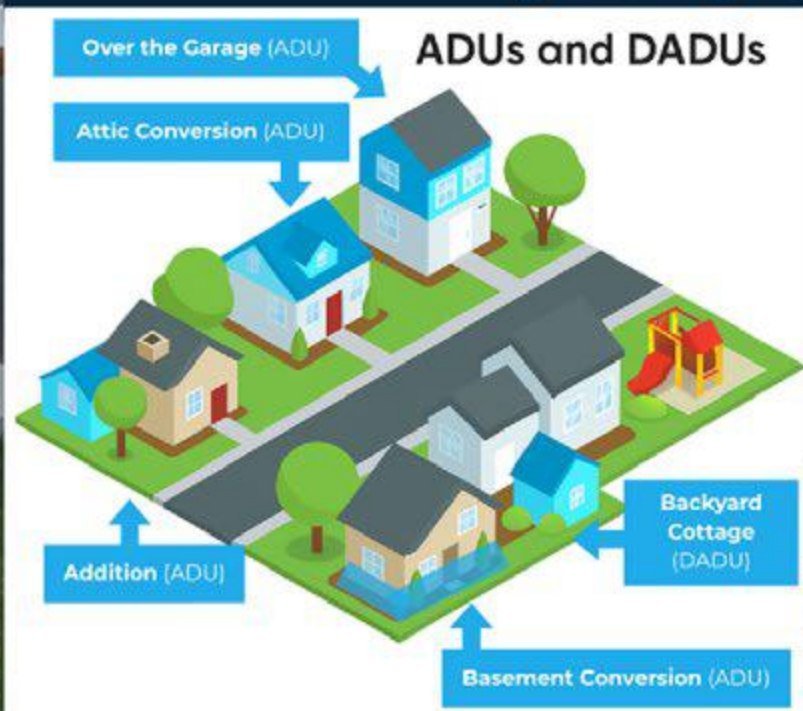 ADUs and DADUs
Over the Garage (ADU)
Attic Conversion (ADU)
Addition (ADU)
Backyard
Cottage
(DADU)
Basement Conversion (ADU)